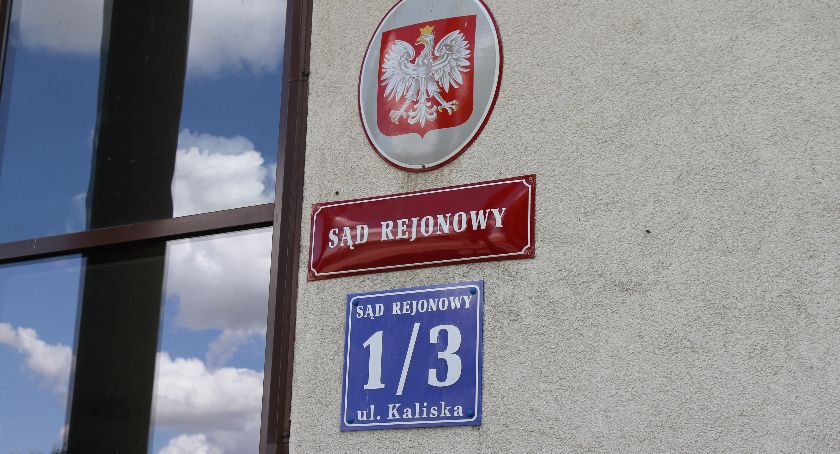 SĄD REJONOWY
SĄD REJONOWY
1/3
ul. Kaliska